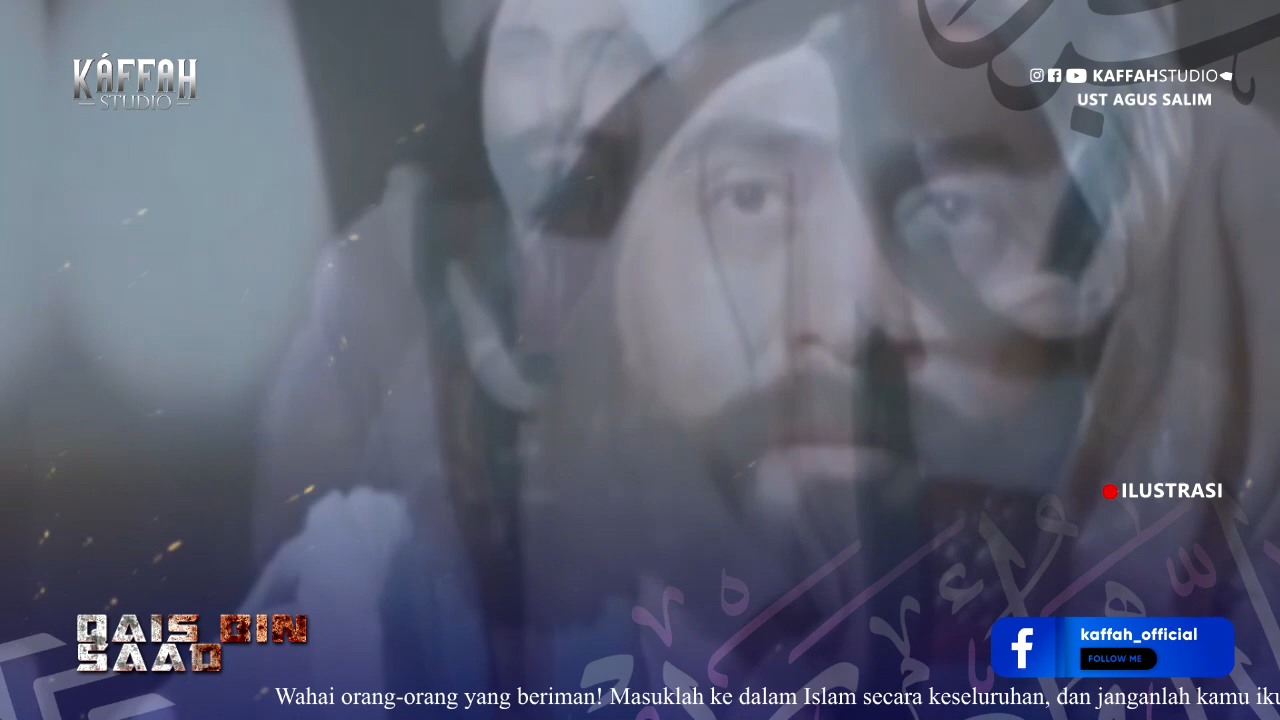 KÁFFAH
STUDIO
KAFFAHSTUDIO
UST AGUS SALIM
ILUSTRASI
QAIS BIN
SAAD
kaffah_official
FOLLOW ME
Wahai orang-orang yang beriman! Masuklah ke dalam Islam secara keseluruhan, dan janganlah kamu iku